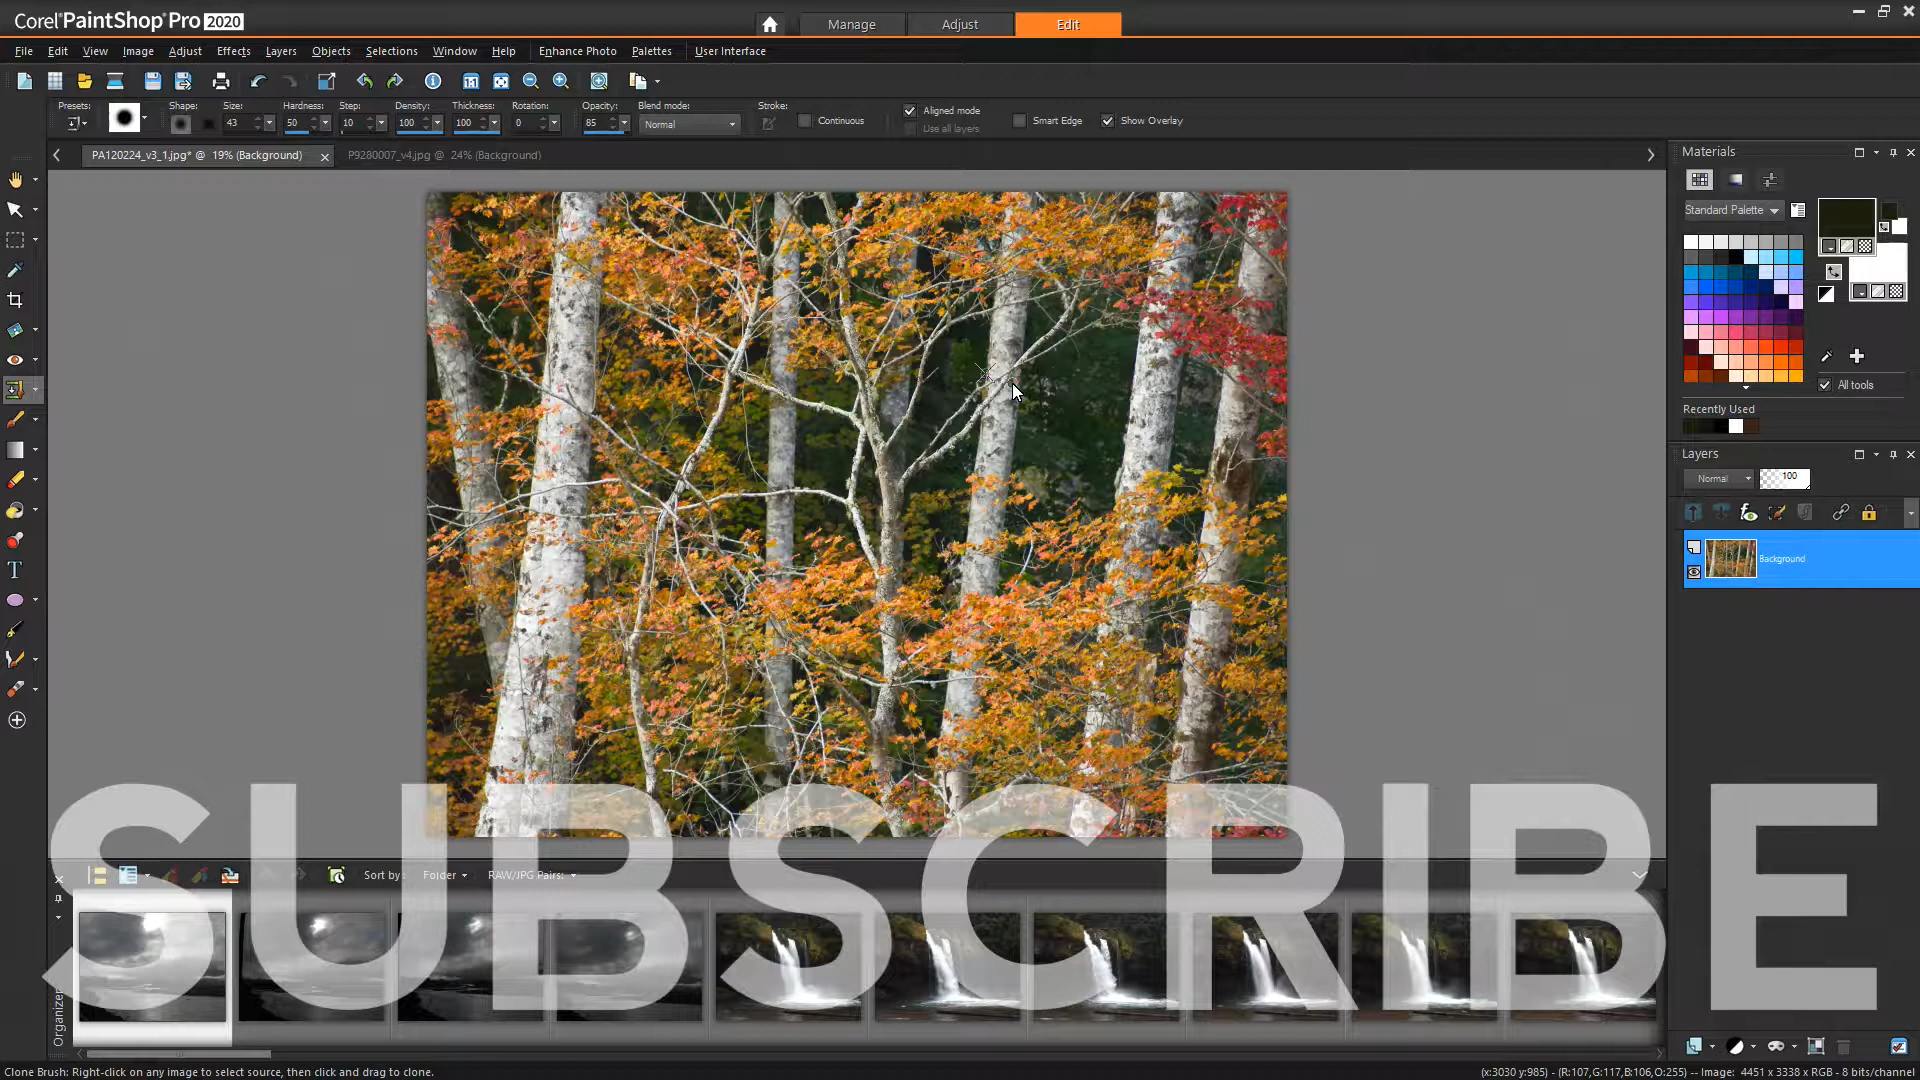 Corel PaintShop Pro 2020
Manage Adjust Edit
File Edit View Image Adjust Effects Layers Objects Selections Window Help Enhance Photo Palettes User Interface
Presets: Shape: Size: Hardness: Step: Density: Thickness: Rotation: Opacity: Blend mode: Stroke:
43 50 10 100 100 0 85 Normal Continuous
Aligned mode
Use all layers
Smart Edge Show Overlay
PA120224_v3_1.jpg* @ 19% (Background) P9280007_v4.jpg @ 24% (Background)
Materials
Standard Palette
All tools
Recently Used
Layers
Normal 100
Background
SUBSCRIBE
Sort by: Folder RAW/JPG Pairs:
Organizer
Clone Brush: Right-click on any image to select source, then click and drag to clone.
(x:3030 y:985) - (R:107,G:117,B:106,O:255) -- Image: 4451 x 3338 x RGB - 8 bits/channel